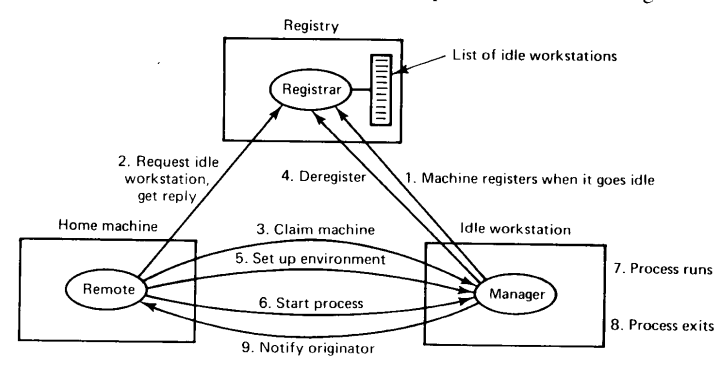 Registry
List of idle workstations
Registrar
2. Request idle
workstation,
get reply
4. Deregister
1. Machine registers when it goes idle
Home machine
3. Claim machine
Idle workstation
5. Set up environment
7. Process runs
Remote
Manager
6. Start process
8. Process exits
9. Notify originator